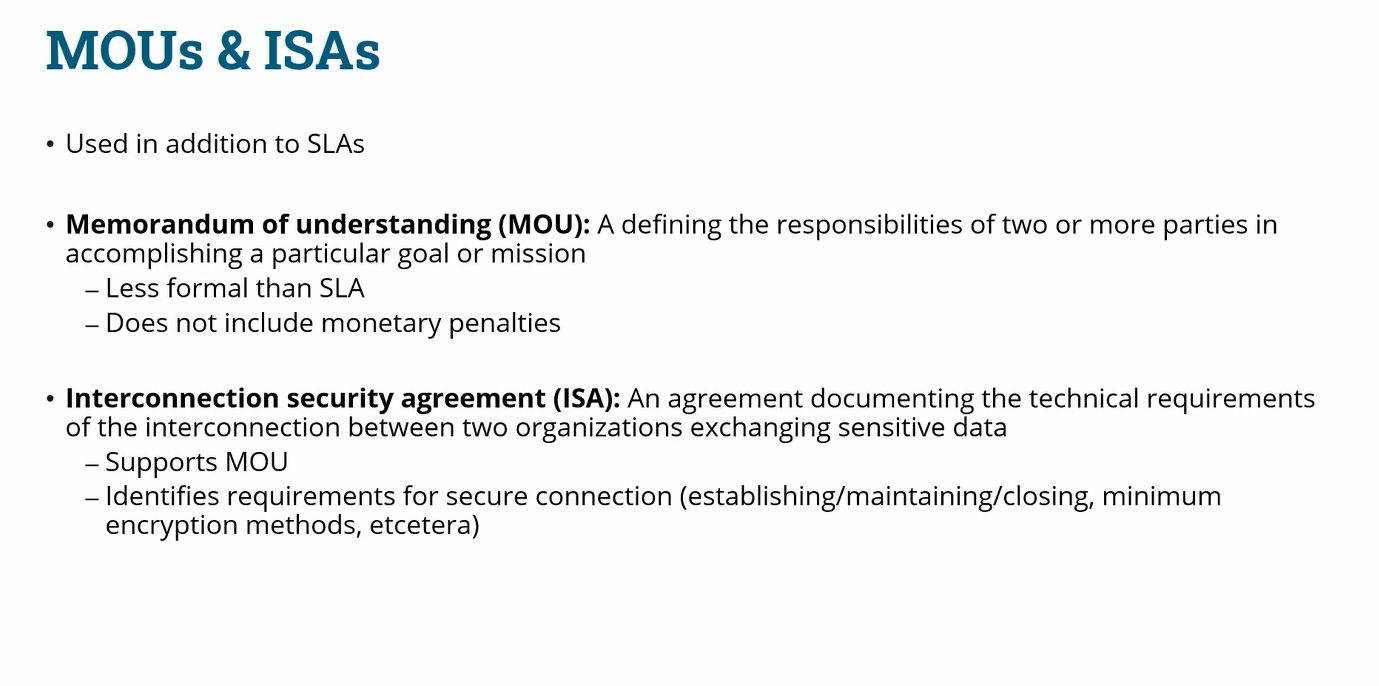 MOUs & ISAs
• Used in addition to SLAs
• Memorandum of understanding (MOU): A defining the responsibilities of two or more parties in
accomplishing a particular goal or mission
– Less formal than SLA
– Does not include monetary penalties
• Interconnection security agreement (ISA): An agreement documenting the technical requirements
of the interconnection between two organizations exchanging sensitive data
– Supports MOU
– Identifies requirements for secure connection (establishing/maintaining/closing, minimum
encryption methods, etcetera)